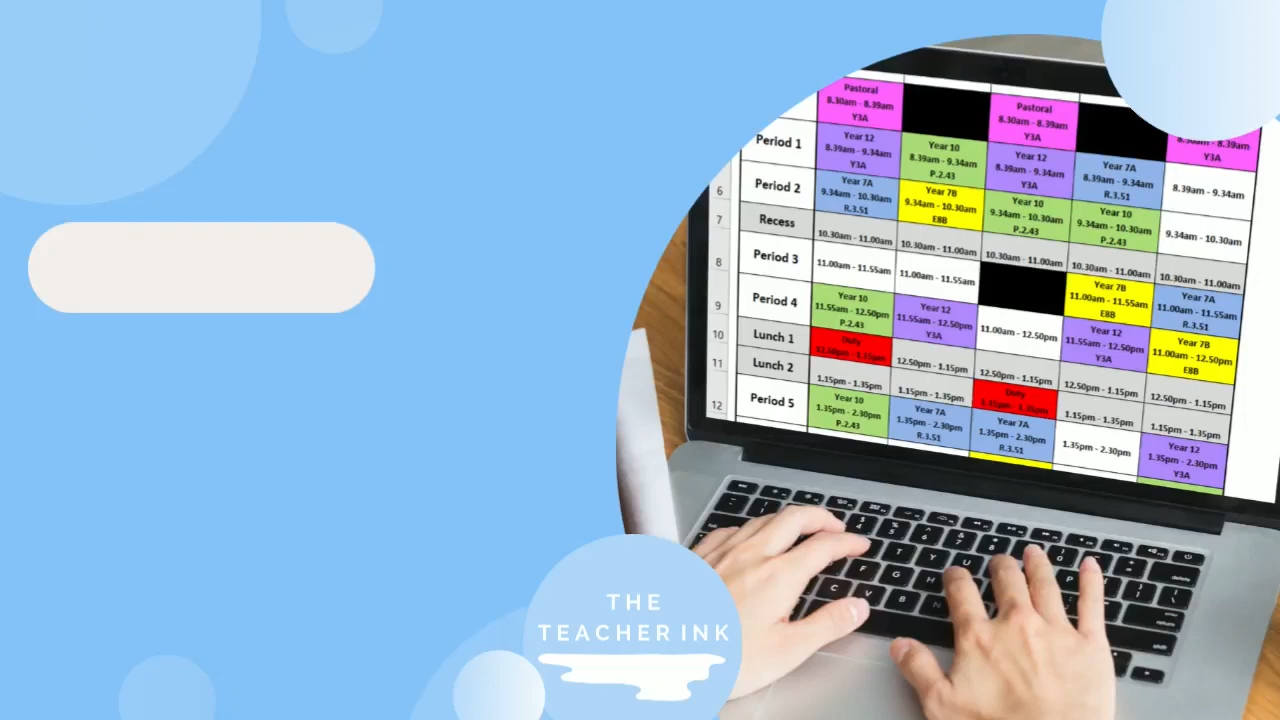 Pastoral
8.30am - 8.39am
Y3A
Pastoral
8.30am - 8.39am
Y3A
8.30am - 8.39am
Y3A
Period 1
Year 12
8.39am - 9.34am
Y3A
Year 10
8.39am - 9.34am
P.2.43
Year 12
8.39am - 9.34am
Y3A
Year 7A
8.39am - 9.34am
R.3.51
8.39am - 9.34am
6
Period 2
Year 7A
9.34am - 10.30am
R.3.51
Year 7B
9.34am - 10.30am
E8B
Year 10
9.34am - 10.30am
P.2.43
Year 10
9.34am - 10.30am
P.2.43
9.34am - 10.30am
7
Recess
10.30am - 11.00am
10.30am - 11.00am
10.30am - 11.00am
10.30am - 11.00am
10.30am - 11.00am
8
Period 3
11.00am - 11.55am
11.00am - 11.55am
Year 7B
11.00am - 11.55am
E8B
Year 7A
11.00am - 11.55am
R.3.51
9
Period 4
Year 10
11.55am - 12.50pm
P.2.43
Year 12
11.55am - 12.50pm
Y3A
11.00am - 12.50pm
Year 12
11.55am - 12.50pm
Y3A
Year 7B
11.00am - 12.50pm
E8B
10
Lunch 1
Duty
12.50pm - 1.15pm
12.50pm - 1.15pm
12.50pm - 1.15pm
12.50pm - 1.15pm
12.50pm - 1.15pm
11
Lunch 2
1.15pm - 1.35pm
1.15pm - 1.35pm
Duty
1.15pm - 1.35pm
1.15pm - 1.35pm
1.15pm - 1.35pm
12
Period 5
Year 10
1.35pm - 2.30pm
P.2.43
Year 7A
1.35pm - 2.30pm
R.3.51
Year 7A
1.35pm - 2.30pm
R.3.51
1.35pm - 2.30pm
Year 12
1.35pm - 2.30pm
Y3A
THE
TEACHER INK